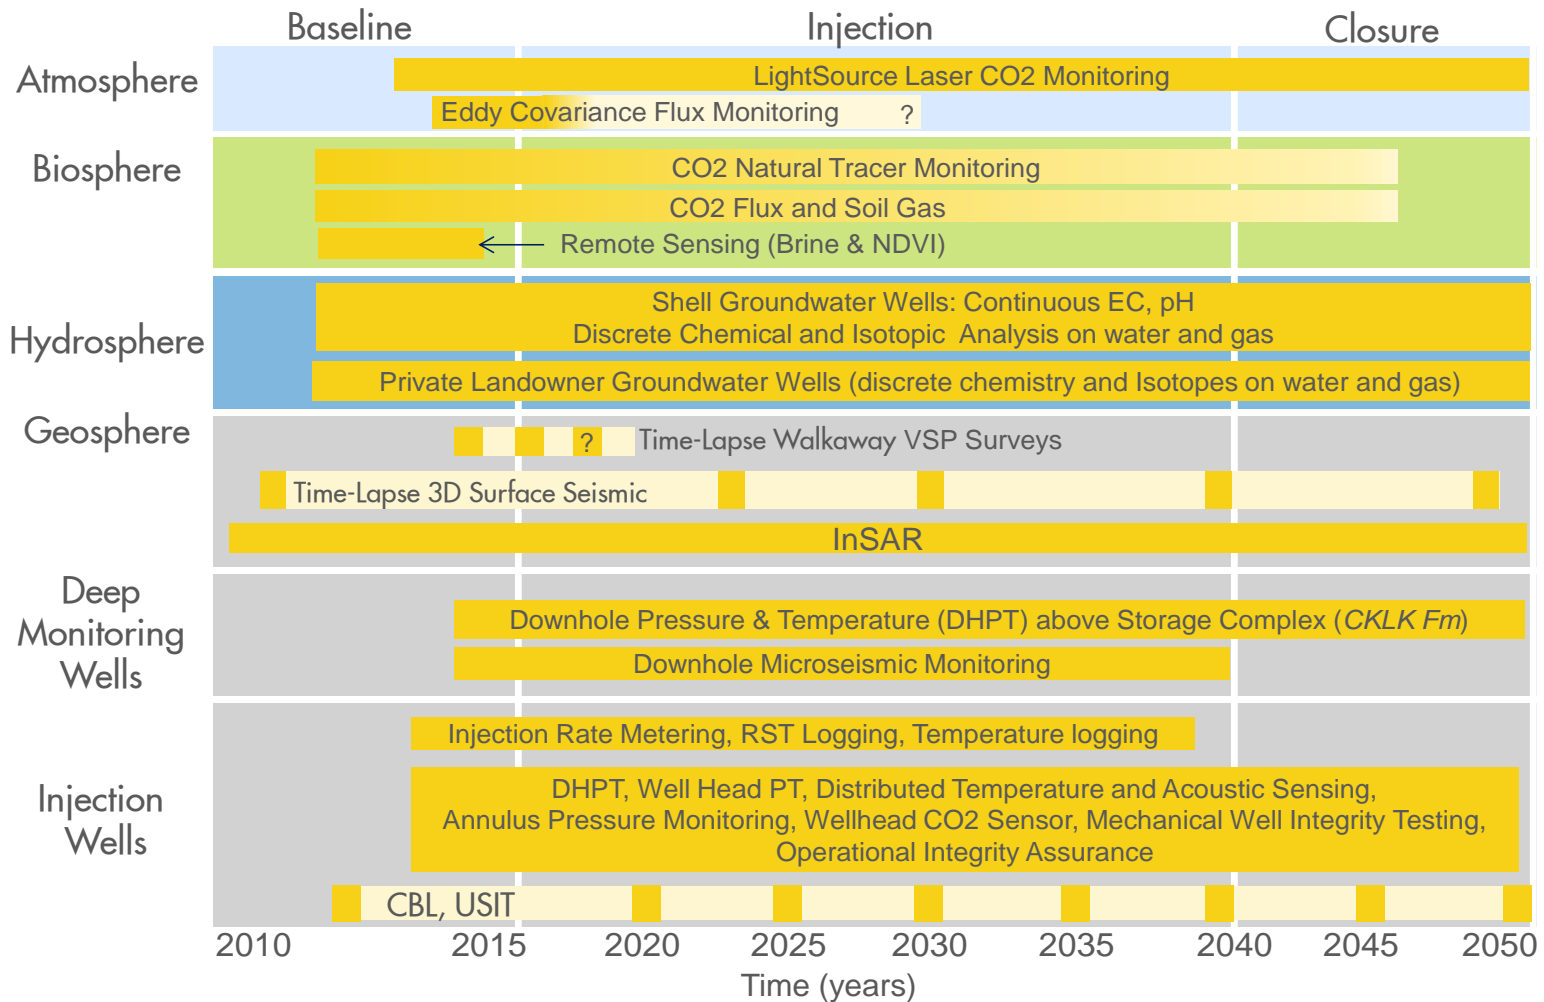 Baseline Injection Closure
Atmosphere
LightSource Laser CO2 Monitoring
Eddy Covariance Flux Monitoring ?
Biosphere
CO2 Natural Tracer Monitoring
CO2 Flux and Soil Gas
Remote Sensing (Brine & NDVI)
Hydrosphere
Shell Groundwater Wells: Continuous EC, pH
Discrete Chemical and Isotopic Analysis on water and gas
Private Landowner Groundwater Wells (discrete chemistry and Isotopes on water and gas)
Geosphere
? Time-Lapse Walkaway VSP Surveys
Time-Lapse 3D Surface Seismic
InSAR
Deep
Monitoring
Wells
Downhole Pressure & Temperature (DHPT) above Storage Complex (CKLK Fm)
Downhole Microseismic Monitoring
Injection
Wells
Injection Rate Metering, RST Logging, Temperature logging
DHPT, Well Head PT, Distributed Temperature and Acoustic Sensing,
Annulus Pressure Monitoring, Wellhead CO2 Sensor, Mechanical Well Integrity Testing,
Operational Integrity Assurance
CBL, USIT
2010 2015 2020 2025 2030 2035 2040 2045 2050
Time (years)